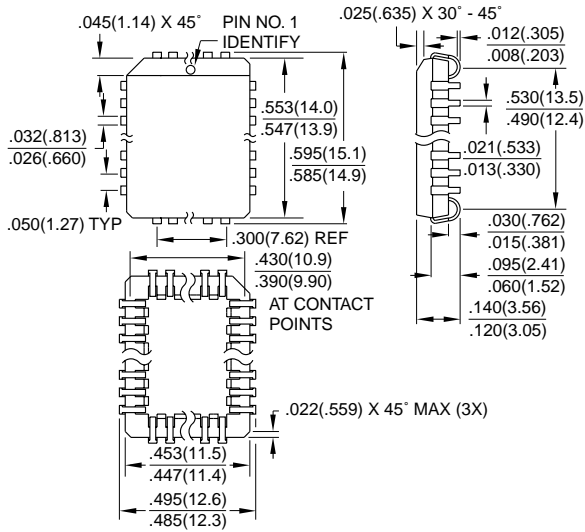 .045(1.14) X 45°
PIN NO. 1
IDENTIFY
.025(.635) X 30° - 45°
.012(.305)
.008(.203)
.553(14.0)
.547(13.9)
.595(15.1)
.585(14.9)
.032(.813)
.026(.660)
.050(1.27) TYP
.530(13.5)
.490(12.4)
.021(.533)
.013(.330)
.030(.762)
.015(.381)
.095(2.41)
.060(1.52)
.140(3.56)
.120(3.05)
.300(7.62) REF
.430(10.9)
.390(9.90)
AT CONTACT
POINTS
.022(.559) X 45° MAX (3X)
.453(11.5)
.447(11.4)
.495(12.6)
.485(12.3)